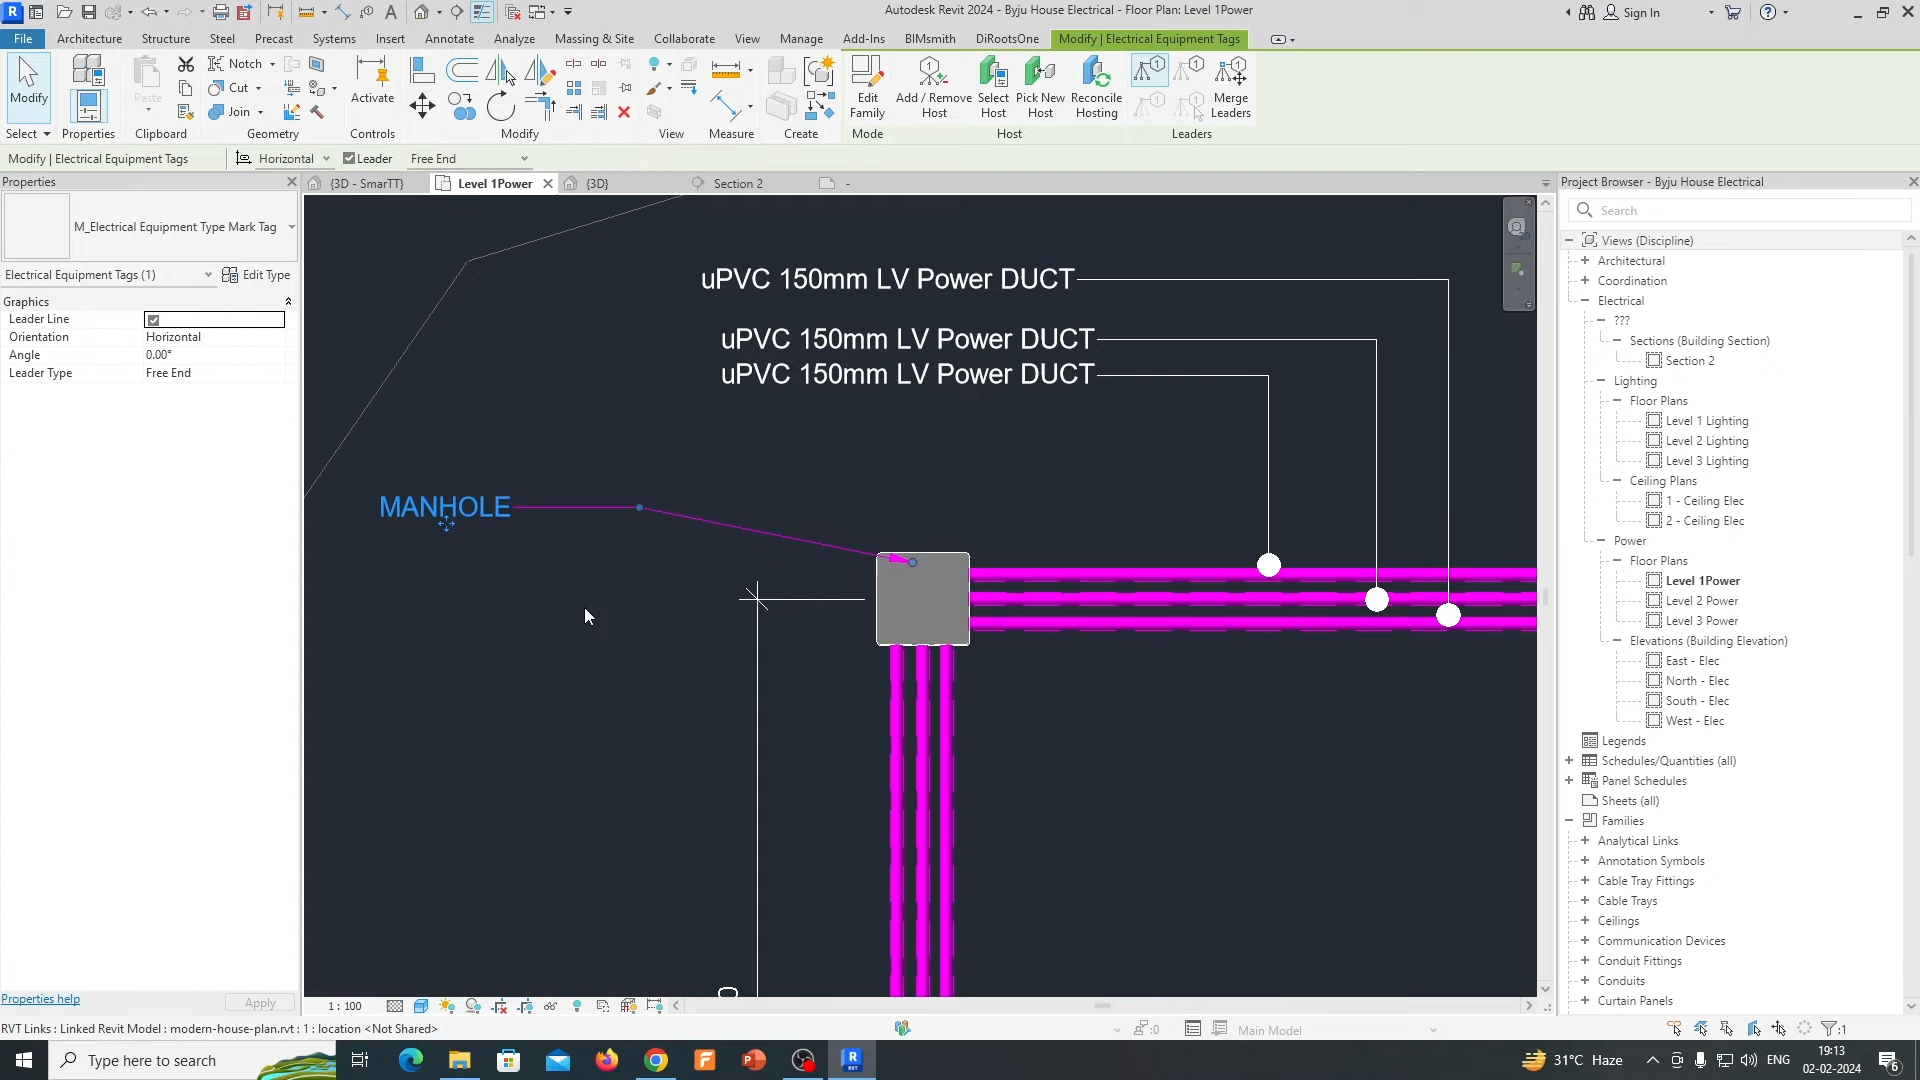 Autodesk Revit 2024 - Byju House Electrical - Floor Plan: Level 1Power
Sign In
File Architecture Structure Steel Precast Systems Insert Annotate Analyze Massing & Site Collaborate View Manage Add-Ins BIMsmith DiRootsOne Modify | Electrical Equipment Tags
Modify Paste Notch Cut Join Activate Edit Family Add / Remove Host Select Host Pick New Host Reconcile Hosting Merge Leaders
Select Properties Clipboard Geometry Controls Modify View Measure Create Mode Host Leaders
Modify | Electrical Equipment Tags Horizontal Leader Free End
Properties
{3D - SmarTT} Level 1Power {3D} Section 2 -
M_Electrical Equipment Type Mark Tag
Electrical Equipment Tags (1) Edit Type
Graphics
Leader Line
Orientation Horizontal
Angle 0.00°
Leader Type Free End
Properties help Apply
uPVC 150mm LV Power DUCT
uPVC 150mm LV Power DUCT
uPVC 150mm LV Power DUCT
MANHOLE
1 : 100
Project Browser - Byju House Electrical
Search
Views (Discipline)
Architectural
Coordination
Electrical
???
Sections (Building Section)
Section 2
Lighting
Floor Plans
Level 1 Lighting
Level 2 Lighting
Level 3 Lighting
Ceiling Plans
1 - Ceiling Elec
2 - Ceiling Elec
Power
Floor Plans
Level 1Power
Level 2 Power
Level 3 Power
Elevations (Building Elevation)
East - Elec
North - Elec
South - Elec
West - Elec
Legends
Schedules/Quantities (all)
Panel Schedules
Sheets (all)
Families
Analytical Links
Annotation Symbols
Cable Tray Fittings
Cable Trays
Ceilings
Communication Devices
Conduit Fittings
Conduits
Curtain Panels
RVT Links : Linked Revit Model : modern-house-plan.rvt : 1 : location <Not Shared>
:0 Main Model :1
Type here to search
31°C Haze ENG 19:13
02-02-2024
6